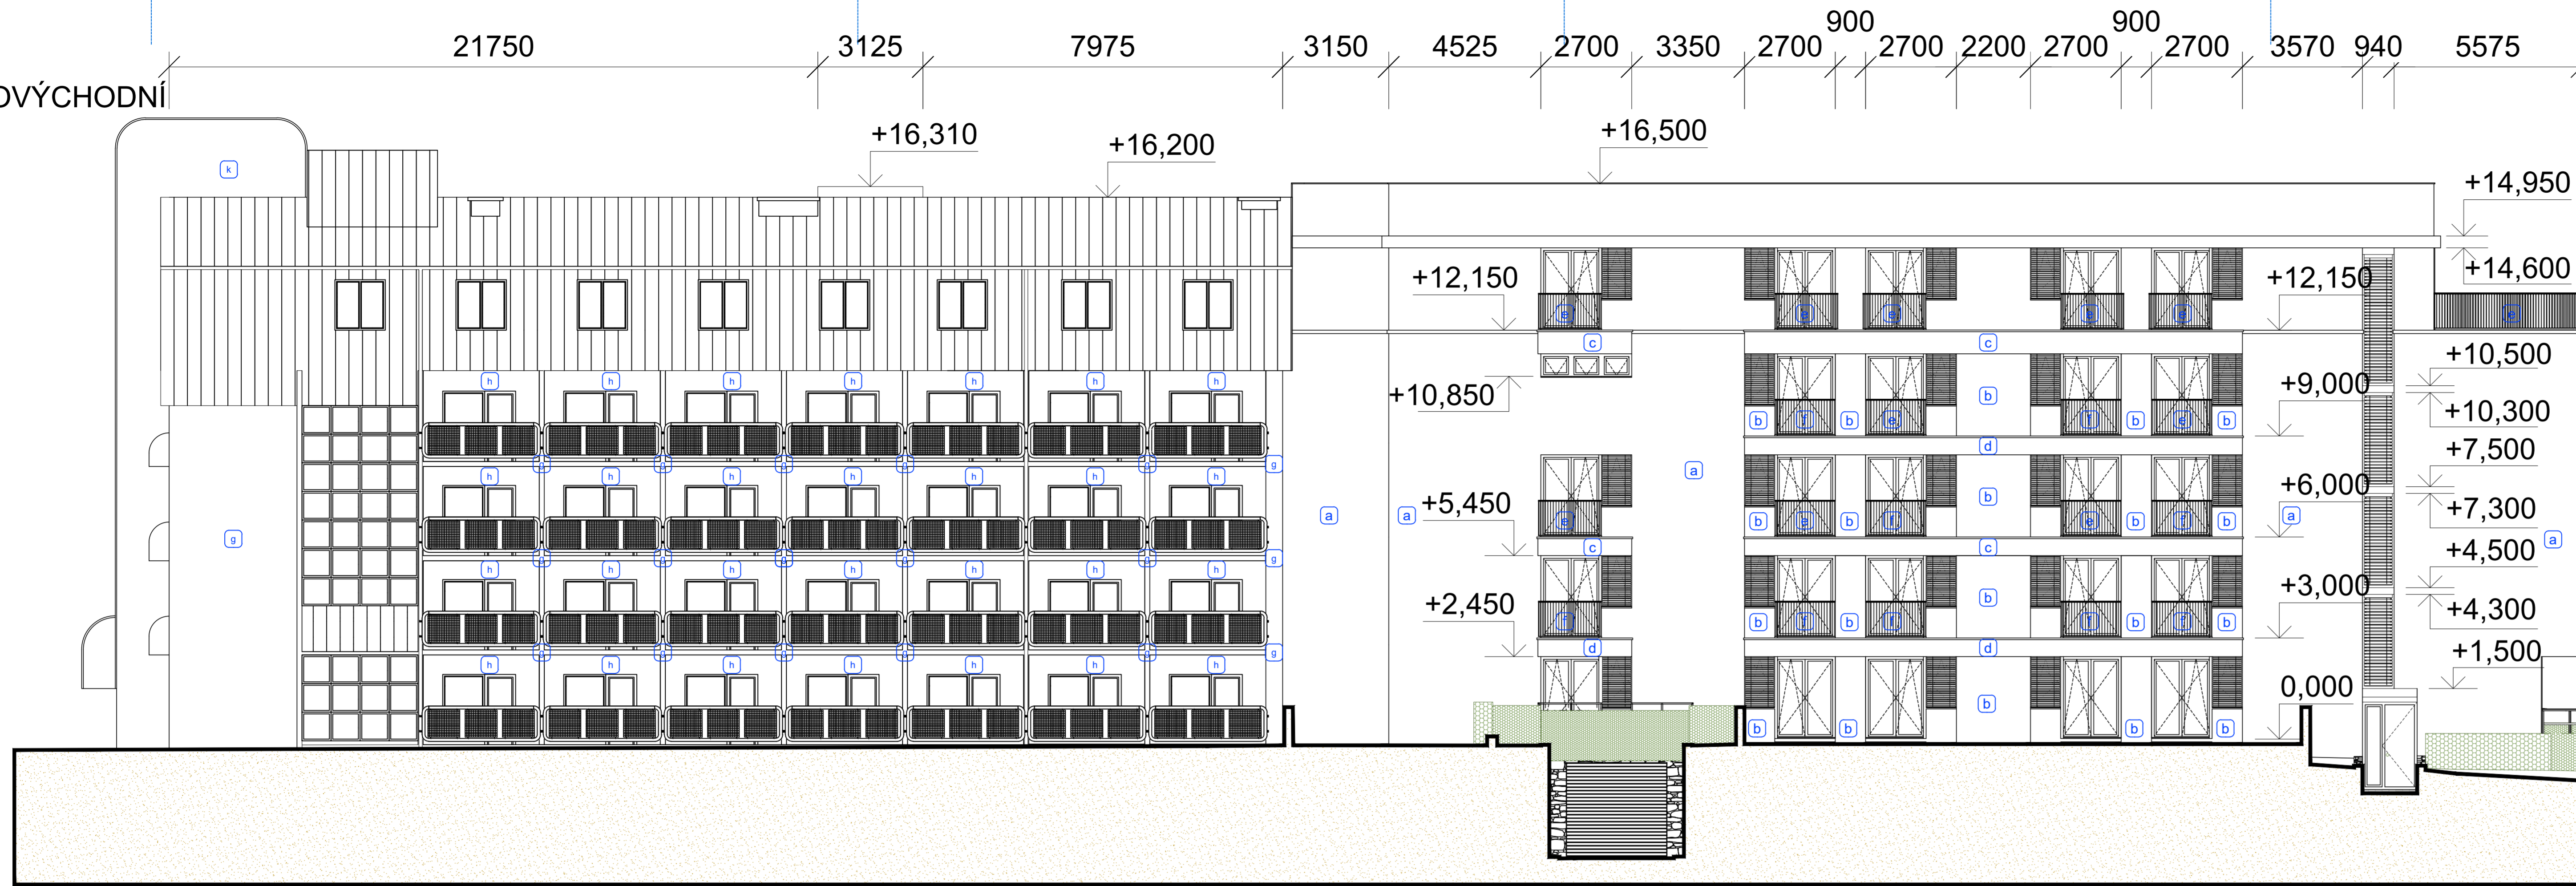 900 900
21750 3125 7975 3150 4525 2700 3350 2700 2700 2200 2700 2700 3570 940 5575
OVÝCHODNÍ
+16,310 +16,200 +16,500
k
+14,950
+12,150 +12,150 +14,600
e e e e e e
c c
+10,500
h h h h h h h
+10,850 b +9,000
+10,300
b f b e f b e b
d
+7,500
g g g g g g
h h h h h h h
a b +6,000
+7,300
a a +5,450 a
e b e b f e b f b
g a
c c
+4,500
g g g g g g
h h h h h h h
+2,450 b +3,000
+4,300
f b f b f f b f b
d d
g g g g g g
+1,500
h h h h h h h
0,000
b
b b b b